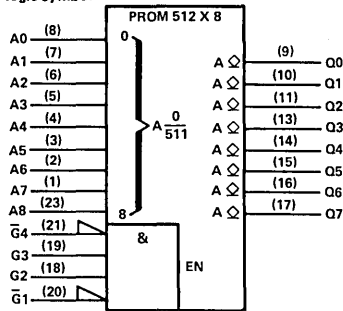 PROM 512 X 8
A0 (8) 0
A1 (7)
A2 (6)
A3 (5)
A4 (4)
A5 (3)
A6 (2)
A7 (1)
A8 (23) 8
A 0/511
G̅4 (21) &
G3 (19)
G2 (18)
G̅1 (20)
EN
A (9) Q0
A (10) Q1
A (11) Q2
A (13) Q3
A (14) Q4
A (15) Q5
A (16) Q6
A (17) Q7